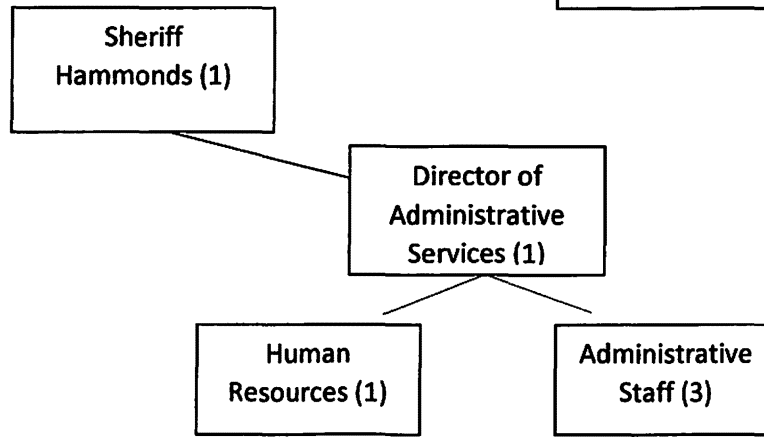 Sheriff
Hammonds (1)
Director of
Administrative
Services (1)
Human
Resources (1)
Administrative
Staff (3)